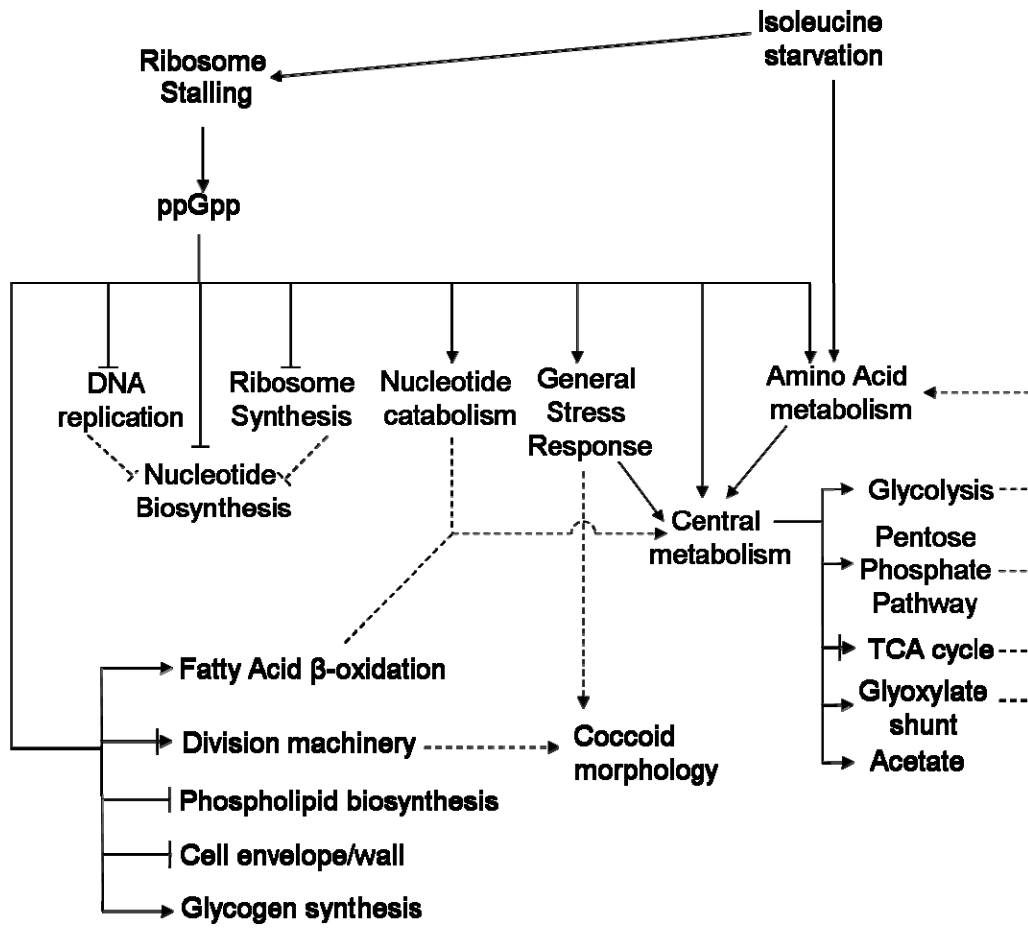 Isoleucine
starvation
Ribosome
Stalling
ppGpp
DNA
replication
Ribosome
Synthesis
Nucleotide
catabolism
General
Stress
Response
Amino Acid
metabolism
Nucleotide
Biosynthesis
Central
metabolism
Glycolysis
Pentose
Phosphate
Pathway
TCA cycle
Glyoxylate
shunt
Acetate
Fatty Acid β-oxidation
Division machinery
Coccoid
morphology
Phospholipid biosynthesis
Cell envelope/wall
Glycogen synthesis